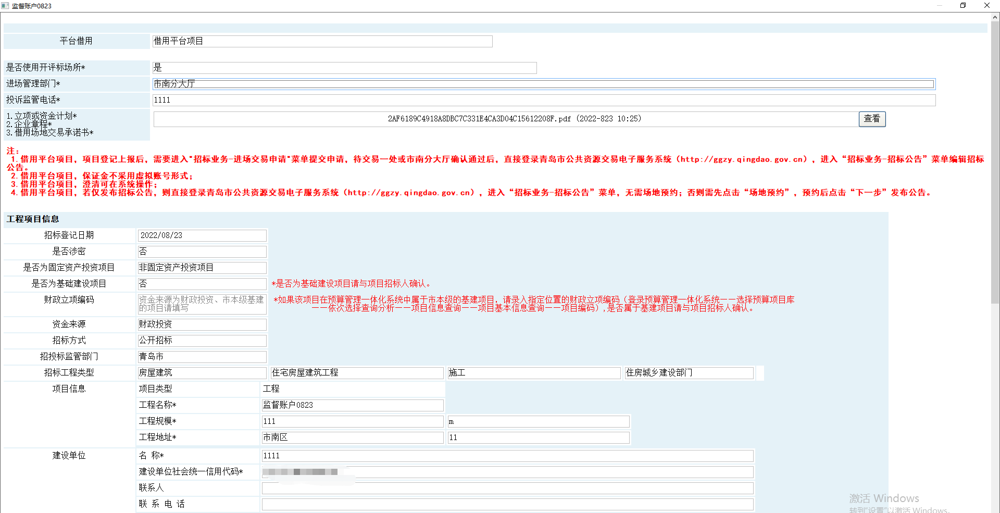 监督账户0823
平台借用 借用平台项目
是否使用开评标场所* 是
进场管理部门* 市南分大厅
投诉监管电话* 1111
1.立项或资金计划*
2.企业章程*
3.借用场地交易承诺书*
2AF6189C4918A8DBC7C331E4CA3D04C15612208F.pdf (2022-823 10:25) 查看
注：
1.借用平台项目，项目登记上报后，需要进入"招标业务-进场交易申请"菜单提交申请，待交易一处或市南分大厅确认通过后，直接登录青岛市公共资源交易电子服务系统（http://ggzy.qingdao.gov.cn），进入“招标业务-招标公告”菜单编辑招标
公告。
2.借用平台项目，保证金不采用虚拟账号形式；
3.借用平台项目，澄清可在系统操作；
4.借用平台项目，若仅发布招标公告，则直接登录青岛市公共资源交易电子服务系统（http://ggzy.qingdao.gov.cn），进入“招标业务-招标公告”菜单，无需场地预约；否则需先点击“场地预约”，预约后点击“下一步”发布公告。
工程项目信息
招标登记日期 2022/08/23
是否涉密 否
是否为固定资产投资项目 非固定资产投资项目
是否为基础建设项目 否 *是否为基础建设项目请与项目招标人确认。
财政立项编码 资金来源为财政投资、市本级基建
的项目请填写
*如果该项目在预算管理一体化系统中属于市本级的基建项目，请录入指定位置的财政立项编码（登录预算管理一体化系统——选择预算项目库
——依次选择查询分析——项目信息查询——项目基本信息查询——项目编码）,是否属于基建项目请与项目招标人确认。
资金来源 财政投资
招标方式 公开招标
招投标监管部门 青岛市
招标工程类型 房屋建筑 住宅房屋建筑工程 施工 住房城乡建设部门
项目信息 项目类型 工程
工程名称* 监督账户0823
工程规模* 111 m
工程地址* 市南区 11
建设单位 名 称* 1111
建设单位社会统一信用代码*
联系人
联 系 电 话
激活 Windows
转到"设置"以激活 Windows。